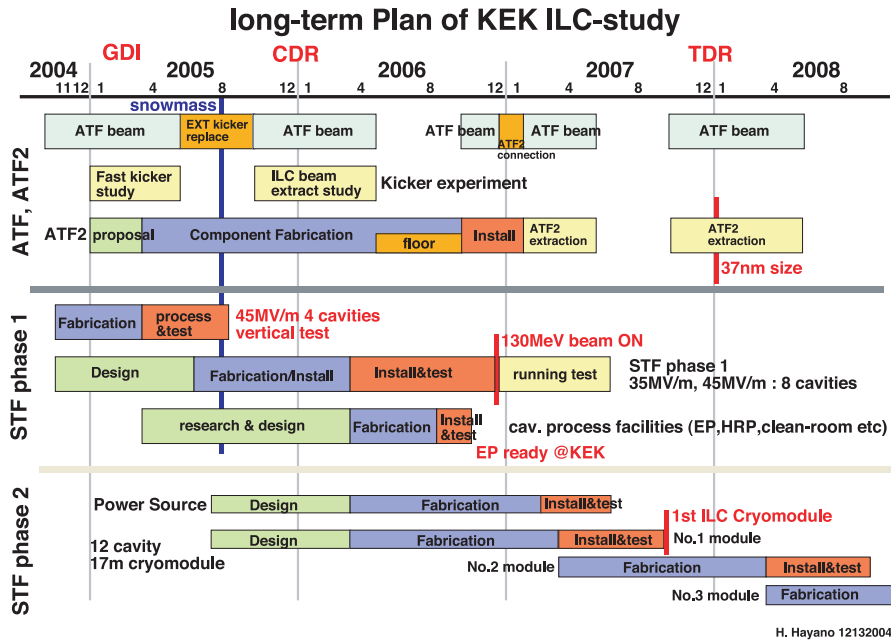 long-term Plan of KEK ILC-study
GDI CDR TDR
2004 2005 2006 2007 2008
11 12 1 4 8 12 1 4 8 12 1 4 8 12 1 4 8
snowmass
ATF, ATF2
ATF beam
EXT kicker
replace
ATF beam
ATF beam
ATF2
connection
ATF beam
ATF beam
Fast kicker
study
ILC beam
extract study
Kicker experiment
ATF2
proposal
Component Fabrication
floor
Install
ATF2
extraction
ATF2
extraction
37nm size
STF phase 1
Fabrication
process
&test
45MV/m 4 cavities
vertical test
130MeV beam ON
Design
Fabrication/Install
Install&test
running test
STF phase 1
35MV/m, 45MV/m : 8 cavities
research & design
Fabrication
Install
&test
cav. process facilities (EP,HRP,clean-room etc)
EP ready @KEK
STF phase 2
Power Source
Design
Fabrication
Install&test
1st ILC Cryomodule
12 cavity
17m cryomodule
Design
Fabrication
Install&test
No.1 module
No.2 module
Fabrication
Install&test
No.3 module
Fabrication
H. Hayano 12132004